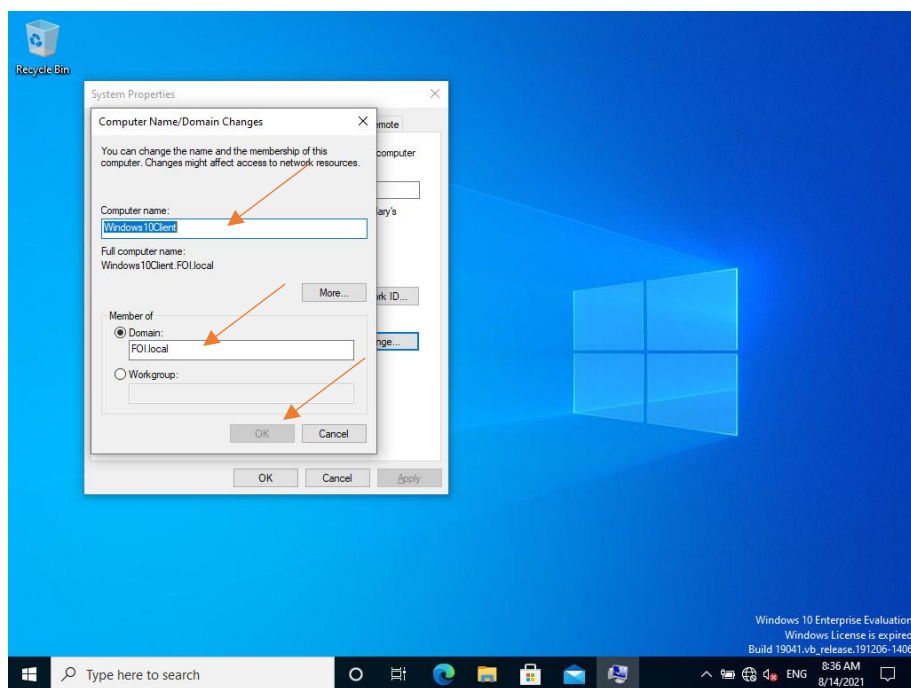 Recycle Bin
System Properties
Computer Name/Domain Changes
emote
You can change the name and the membership of this
computer. Changes might affect access to network resources.
computer
Computer name:
ary's
Windows10Client
Full computer name:
Windows10Client.FOI.local
More...
rk ID...
Member of
Domain:
nge...
FOI.local
Workgroup:
OK Cancel
OK Cancel Apply
Windows 10 Enterprise Evaluation
Windows License is expired
Build 19041.vb_release.191206-1406
Type here to search
ENG
8:36 AM
8/14/2021